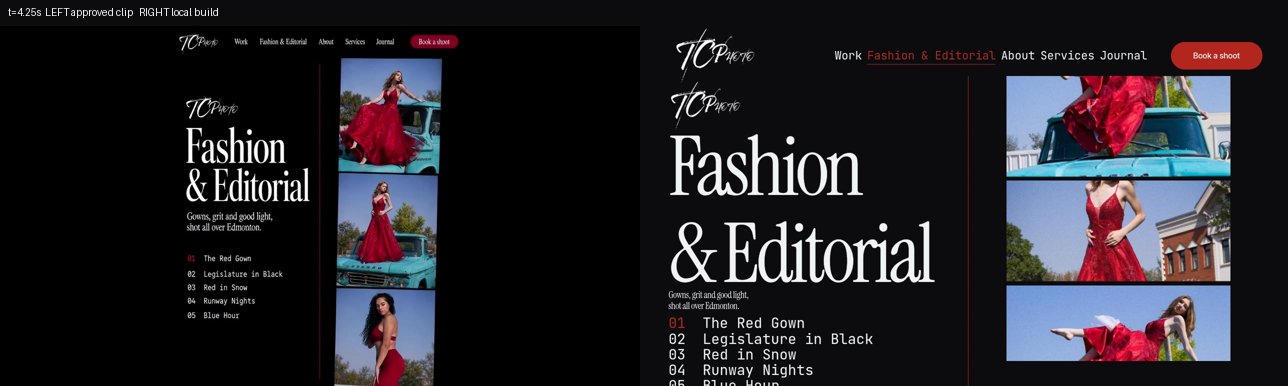 t=4.25s LEFT approved clip RIGHT local build
TCPHOTO
Work Fashion & Editorial About Services Journal Book a shoot
TCPHOTO
Fashion
& Editorial
Gowns, grit and good light,
shot all over Edmonton.
01 The Red Gown
02 Legislature in Black
03 Red in Snow
04 Runway Nights
05 Blue Hour
TCPHOTO
Work Fashion & Editorial About Services Journal Book a shoot
TCPHOTO
Fashion
& Editorial
Gowns, grit and good light,
shot all over Edmonton.
01 The Red Gown
02 Legislature in Black
03 Red in Snow
04 Runway Nights
05 Blue Hour